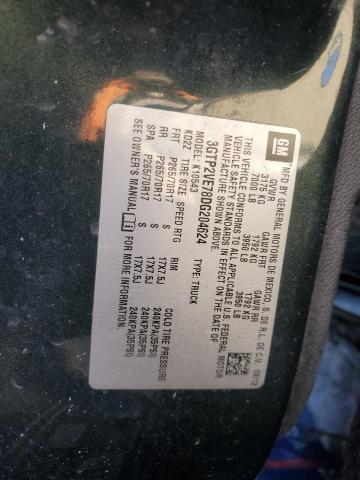 GM
MFD BY GENERAL MOTORS DE MEXICO, S. DE R.L. DE C.V. 09/12
GVWR GAWR FRT GAWR RR
3175 KG 1792 KG 1792 KG
7000 LB 3950 LB 3950 LB
THIS VEHICLE CONFORMS TO ALL APPLICABLE U.S. FEDERAL MOTOR
VEHICLE SAFETY STANDARDS IN EFFECT ON THE DATE OF
MANUFACTURE SHOWN ABOVE.
3GTP2VE78DG204624 TYPE: TRUCK
MODEL: K10543
KDZZ TIRE SIZE SPEED RTG RIM COLD TIRE PRESSURE
FRT P265/70R17 S 17X7.5J 240KPA(35PSI)
RR P265/70R17 S 17X7.5J 240KPA(35PSI)
SPA P265/70R17 S 17X7.5J 240KPA(35PSI)
SEE OWNER'S MANUAL FOR MORE INFORMATION.